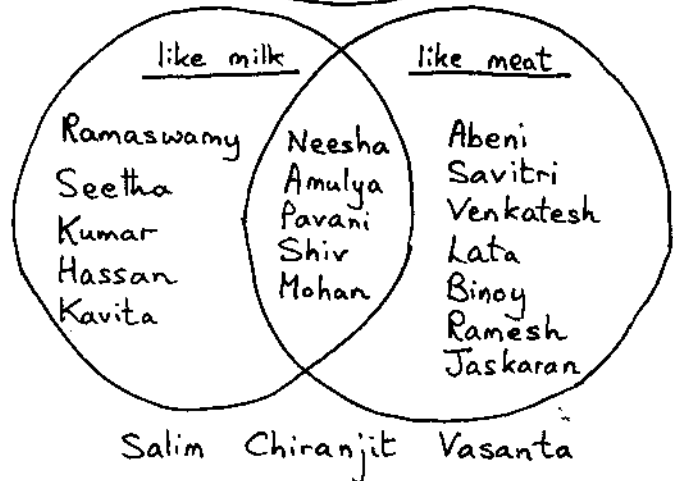 like milk
like meat
Ramaswamy
Seetha
Kumar
Hassan
Kavita
Neesha
Amulya
Pavani
Shiv
Mohan
Abeni
Savitri
Venkatesh
Lata
Binoy
Ramesh
Jaskaran
Salim Chiranjit Vasanta